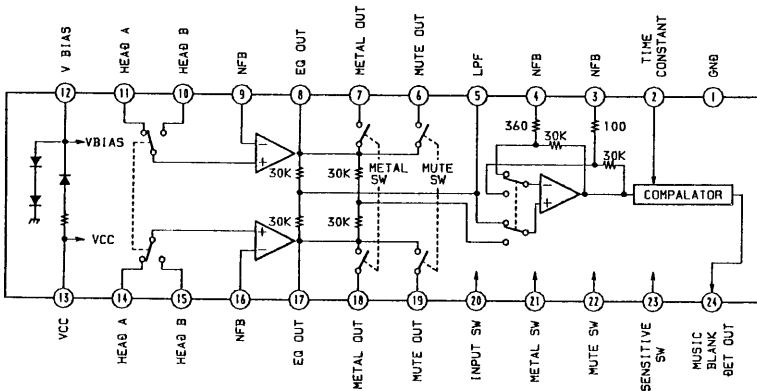 V BIAS
HEAD A
HEAD B
NFB
EQ OUT
METAL OUT
MUTE OUT
LPF
NFB
NFB
TIME
CONSTANT
GND
12
11
10
9
8
7
6
5
4
3
2
1
360
30K
100
30K
VBIAS
30K
30K
METAL
SW
MUTE
SW
30K
30K
COMPALATOR
VCC
13
14
15
16
17
18
19
20
21
22
23
24
VCC
HEAD A
HEAD B
NFB
EQ OUT
METAL OUT
MUTE OUT
INPUT SW
METAL SW
MUTE SW
SENSITIVE
SW
MUSIC
BLANK
DET OUT